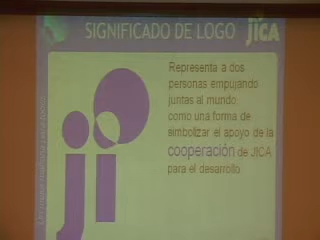 SIGNIFICADO DE LOGO
jICA
Representa a dos
personas empujando
juntas al mundo,
como una forma de
simbolizar el apoyo de la
cooperación de JICA
para el desarrollo
ji